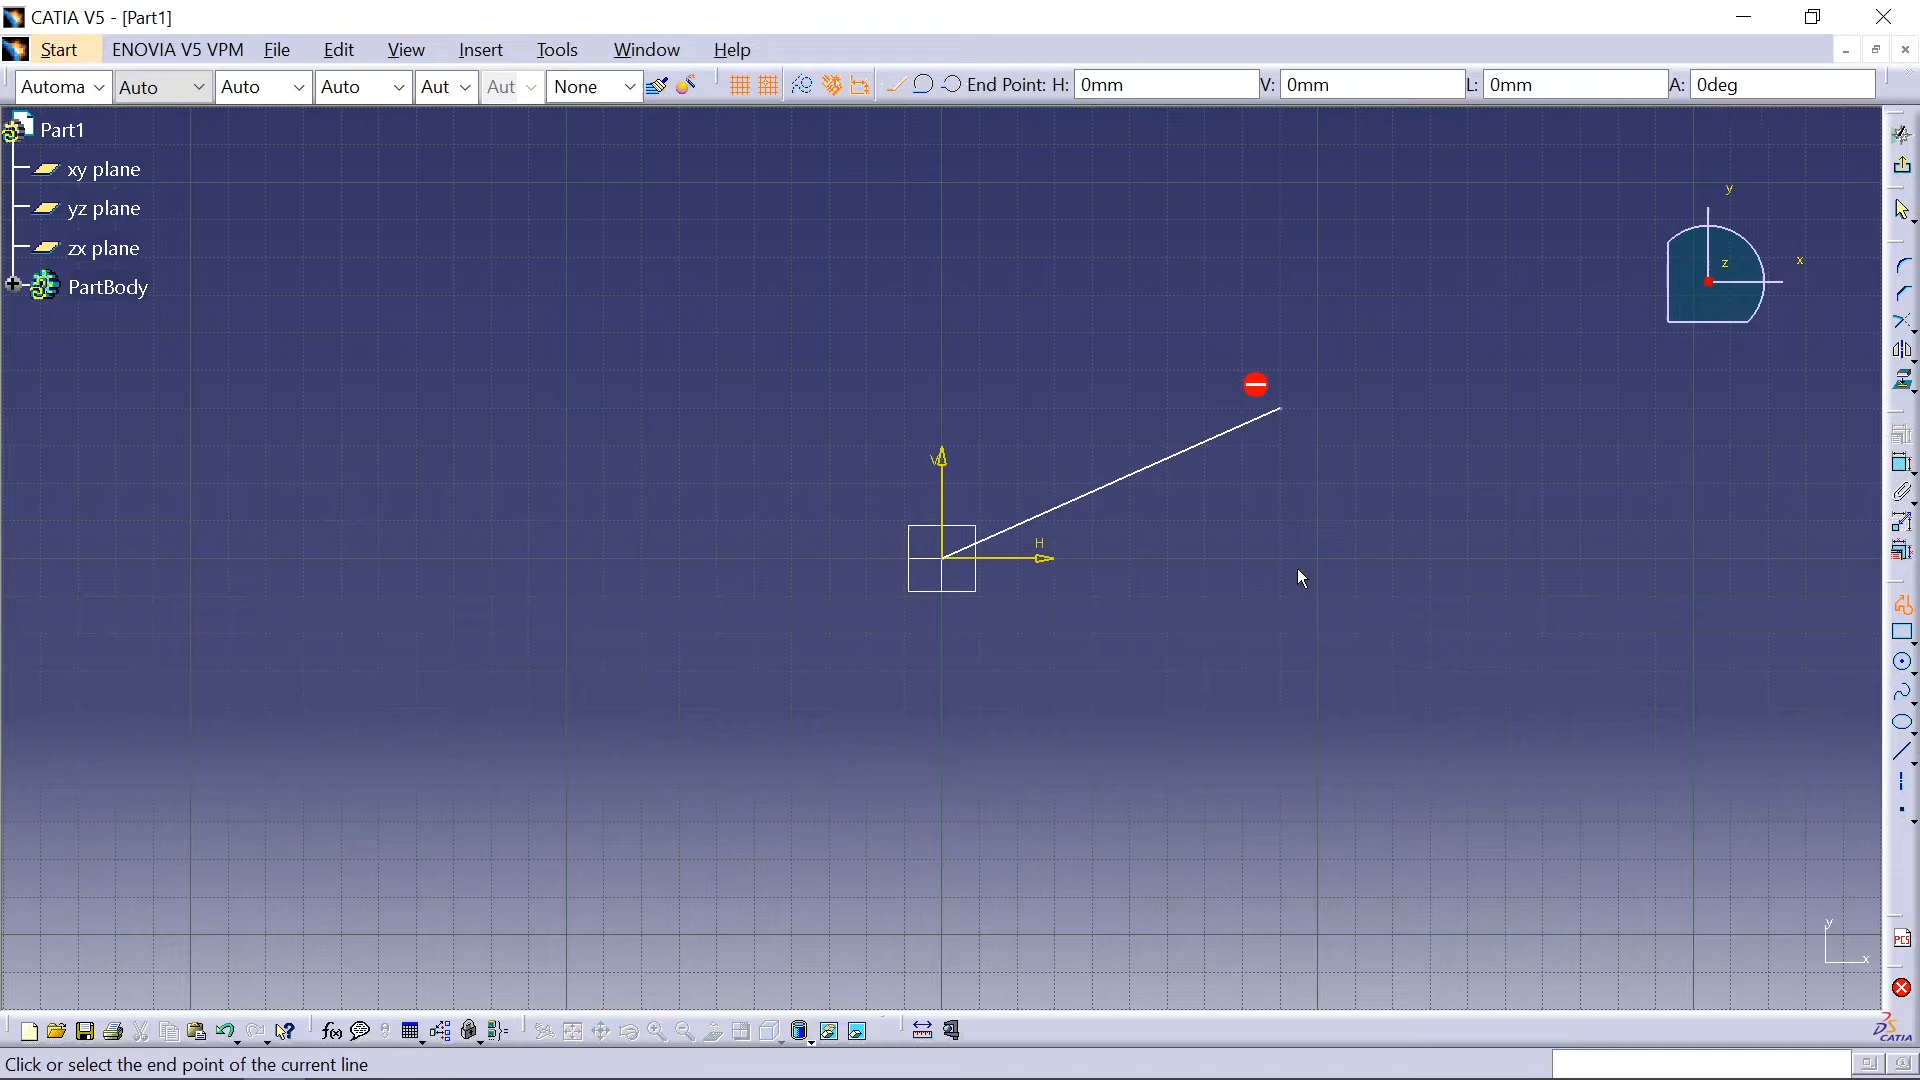 CATIA V5 - [Part1]
Start ENOVIA V5 VPM File Edit View Insert Tools Window Help
Automa Auto Auto Auto Aut Aut None End Point: H: 0mm V: 0mm L: 0mm A: 0deg
Part1
xy plane
yz plane
zx plane
PartBody
y
x
z
V
H
y
x
PCS
f(x)
CATIA
Click or select the end point of the current line